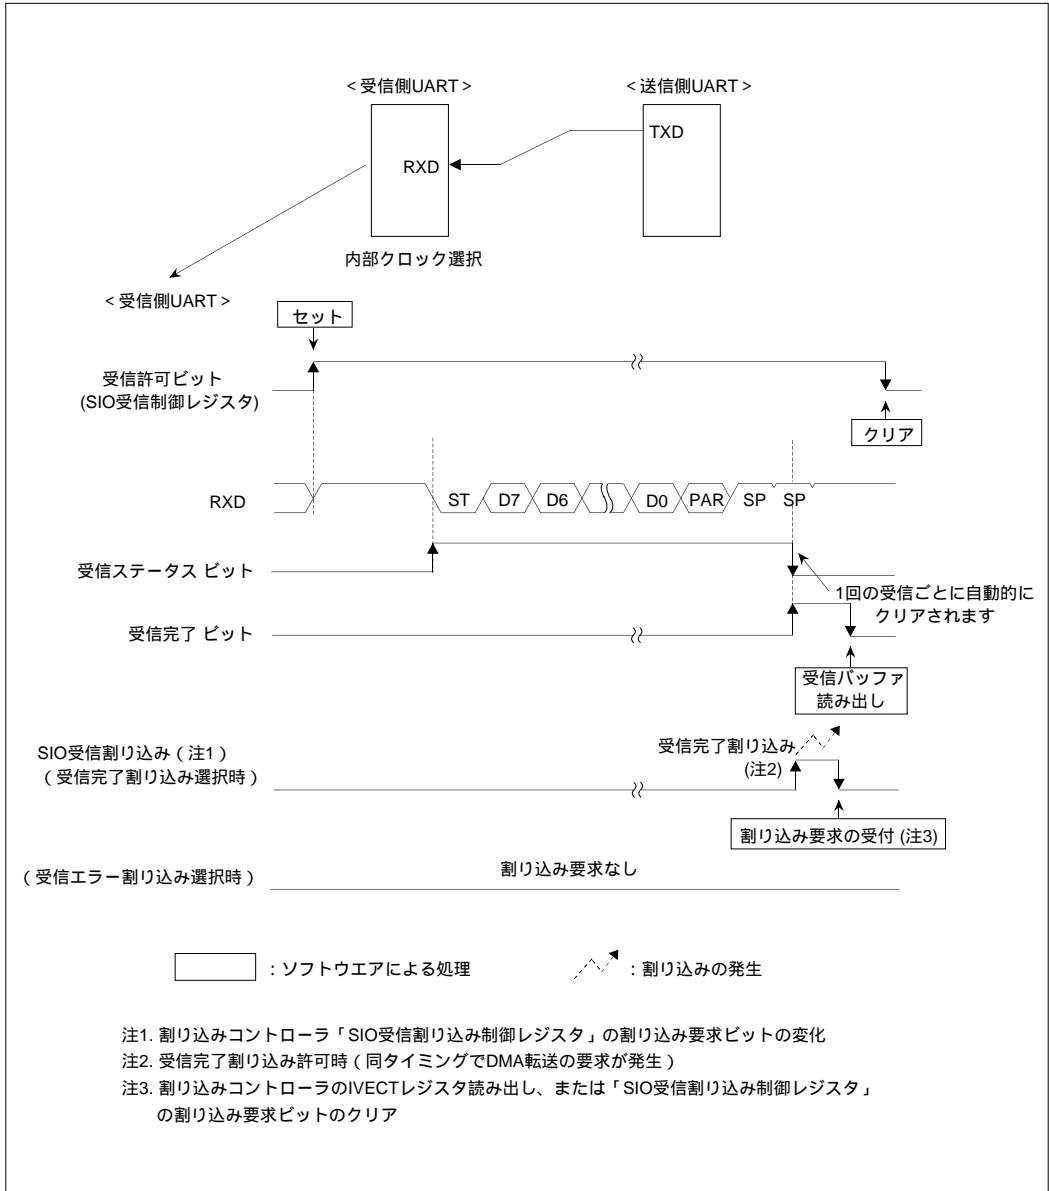 ＜受信側UART＞
＜送信側UART＞
TXD
RXD
内部クロック選択
＜受信側UART＞
セット
受信許可ビット
(SIO受信制御レジスタ)
クリア
RXD
ST
D7
D6
D0
PAR
SP
SP
受信ステータス ビット
1回の受信ごとに自動的に
クリアされます
受信完了 ビット
受信バッファ
読み出し
SIO受信割り込み（注1）
（受信完了割り込み選択時）
受信完了割り込み
(注2)
割り込み要求の受付 (注3)
（受信エラー割り込み選択時）
割り込み要求なし
：ソフトウエアによる処理
：割り込みの発生
注1. 割り込みコントローラ「SIO受信割り込み制御レジスタ」の割り込み要求ビットの変化
注2. 受信完了割り込み許可時（同タイミングでDMA転送の要求が発生）
注3. 割り込みコントローラのIVECTレジスタ読み出し、または「SIO受信割り込み制御レジスタ」
の割り込み要求ビットのクリア